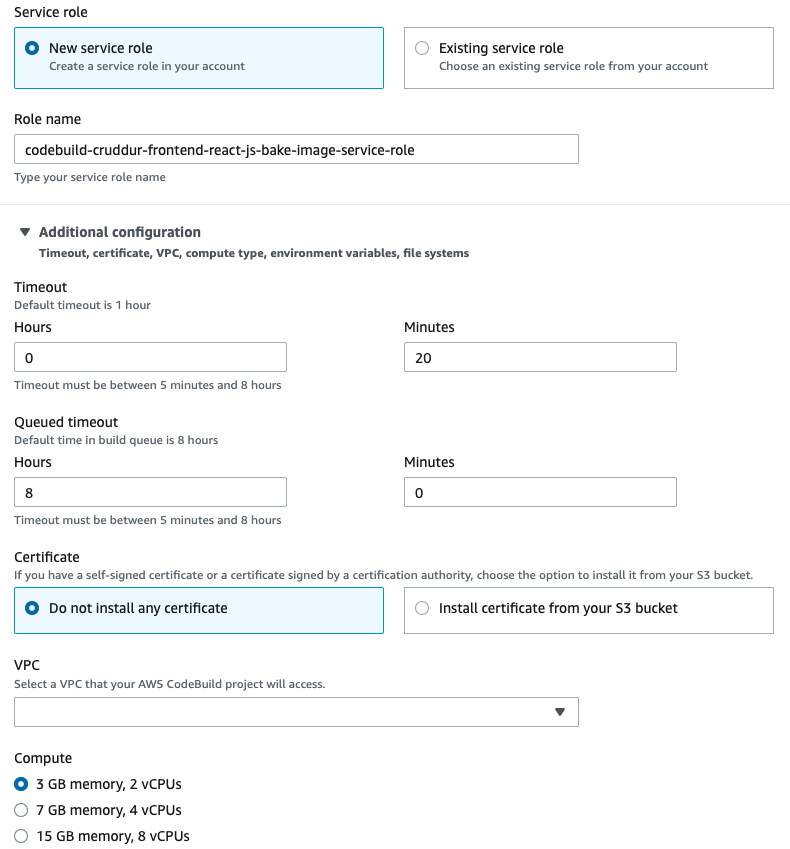 Service role
New service role
Create a service role in your account
Existing service role
Choose an existing service role from your account
Role name
codebuild-cruddur-frontend-react-js-bake-image-service-role
Type your service role name
Additional configuration
Timeout, certificate, VPC, compute type, environment variables, file systems
Timeout
Default timeout is 1 hour
Hours
Minutes
0
20
Timeout must be between 5 minutes and 8 hours
Queued timeout
Default time in build queue is 8 hours
Hours
Minutes
8
0
Timeout must be between 5 minutes and 8 hours
Certificate
If you have a self-signed certificate or a certificate signed by a certification authority, choose the option to install it from your S3 bucket.
Do not install any certificate
Install certificate from your S3 bucket
VPC
Select a VPC that your AWS CodeBuild project will access.
Compute
3 GB memory, 2 vCPUs
7 GB memory, 4 vCPUs
15 GB memory, 8 vCPUs